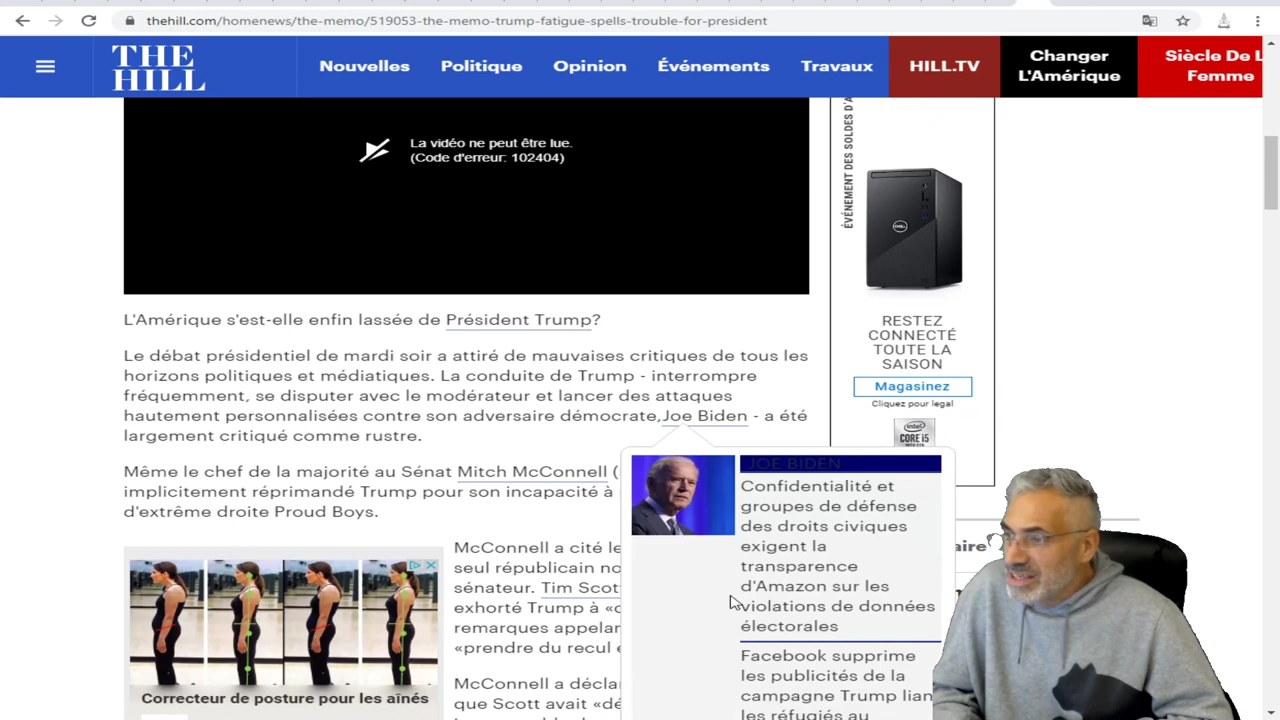 thehill.com/homenews/the-memo/519053-the-memo-trump-fatigue-spells-trouble-for-president
THE
HILL
Nouvelles
Politique
Opinion
Événements
Travaux
HILL.TV
Changer
L'Amérique
Siècle De L
Femme
La vidéo ne peut être lue.
(Code d'erreur: 102404)
ÉVÉNEMENT DES SOLDES D'A
DELL
RESTEZ
CONNECTÉ
TOUTE LA
SAISON
Magasinez
Cliquez pour legal
intel
CORE i5
L'Amérique s'est-elle enfin lassée de Président Trump?
Le débat présidentiel de mardi soir a attiré de mauvaises critiques de tous les
horizons politiques et médiatiques. La conduite de Trump - interrompre
fréquemment, se disputer avec le modérateur et lancer des attaques
hautement personnalisées contre son adversaire démocrate,Joe Biden - a été
largement critiqué comme rustre.
Même le chef de la majorité au Sénat Mitch McConnell (
implicitement réprimandé Trump pour son incapacité à
d'extrême droite Proud Boys.
JOE BIDEN
Confidentialité et
groupes de défense
des droits civiques
exigent la
transparence
d'Amazon sur les
violations de données
électorales
Facebook supprime
les publicités de la
campagne Trump lian
les réfugiés au
aire
McConnell a cité le
seul républicain no
sénateur. Tim Scot
exhorté Trump à «c
remarques appelan
«prendre du recul e
McConnell a déclar
que Scott avait «dé
Correcteur de posture pour les aînés